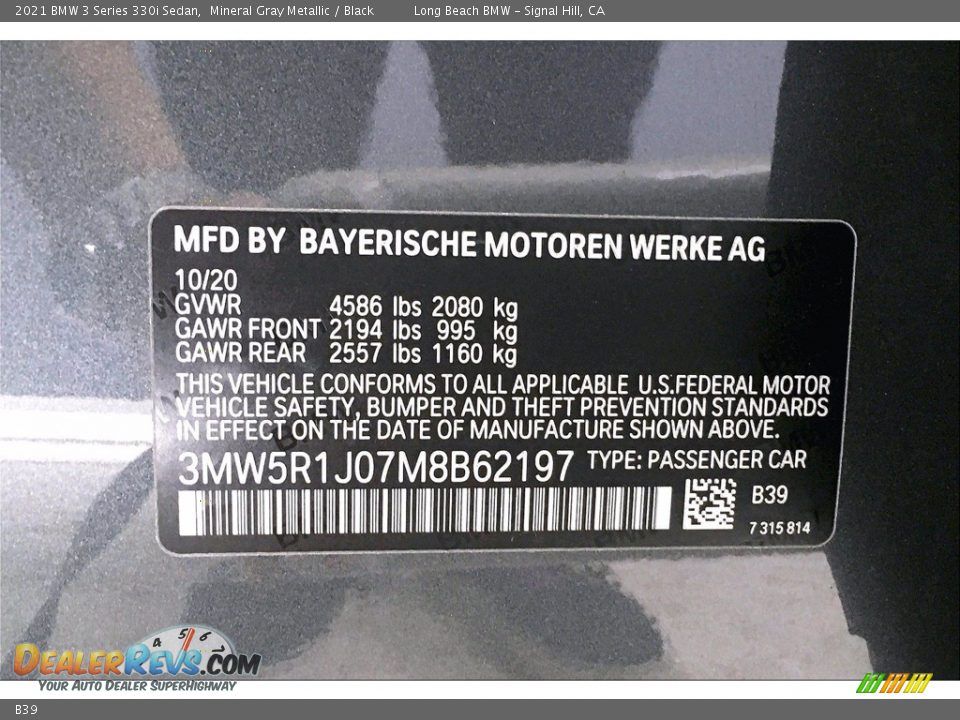 2021 BMW 3 Series 330i Sedan, Mineral Gray Metallic / Black Long Beach BMW - Signal Hill, CA
MFD BY BAYERISCHE MOTOREN WERKE AG
10/20
GVWR 4586 lbs 2080 kg
GAWR FRONT 2194 lbs 995 kg
GAWR REAR 2557 lbs 1160 kg
THIS VEHICLE CONFORMS TO ALL APPLICABLE U.S.FEDERAL MOTOR
VEHICLE SAFETY, BUMPER AND THEFT PREVENTION STANDARDS
IN EFFECT ON THE DATE OF MANUFACTURE SHOWN ABOVE.
3MW5R1J07M8B62197 TYPE: PASSENGER CAR
B39
7 315 814
4 5 6
DEALERREVS.COM
YOUR AUTO DEALER SUPERHIGHWAY
B39